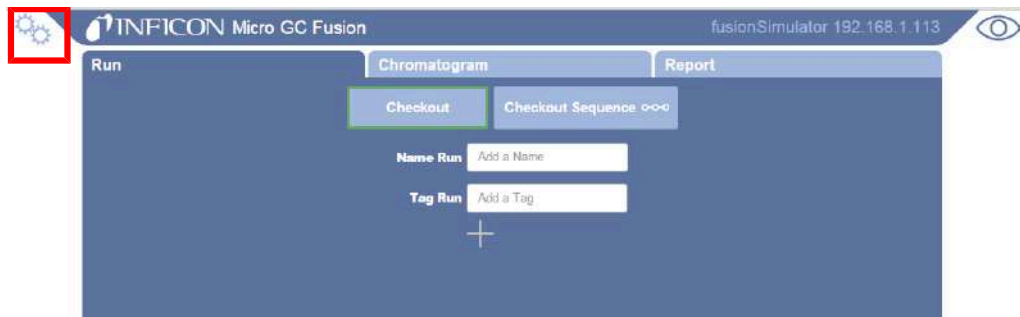 INFICON Micro GC Fusion
fusionSimulator 192.168.1.113
Run Chromatogram Report
Checkout Checkout Sequence
Name Run Add a Name
Tag Run Add a Tag